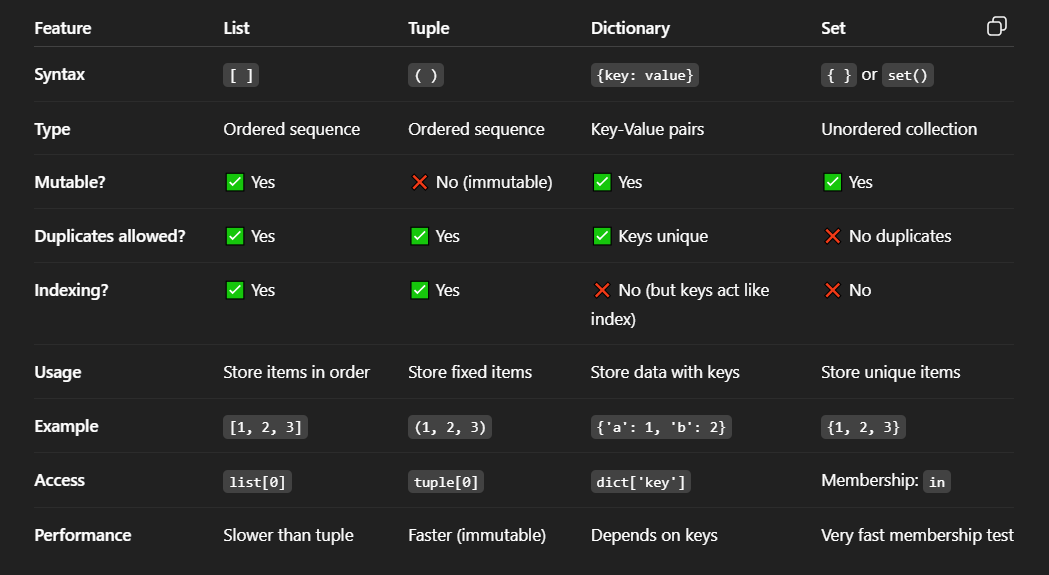 Feature List Tuple Dictionary Set
Syntax [ ] ( ) {key: value} { } or set()
Type Ordered sequence Ordered sequence Key-Value pairs Unordered collection
Mutable? ✅ Yes ❌ No (immutable) ✅ Yes ✅ Yes
Duplicates allowed? ✅ Yes ✅ Yes ✅ Keys unique ❌ No duplicates
Indexing? ✅ Yes ✅ Yes ❌ No (but keys act like ❌ No
index)
Usage Store items in order Store fixed items Store data with keys Store unique items
Example [1, 2, 3] (1, 2, 3) {'a': 1, 'b': 2} {1, 2, 3}
Access list[0] tuple[0] dict['key'] Membership: in
Performance Slower than tuple Faster (immutable) Depends on keys Very fast membership test